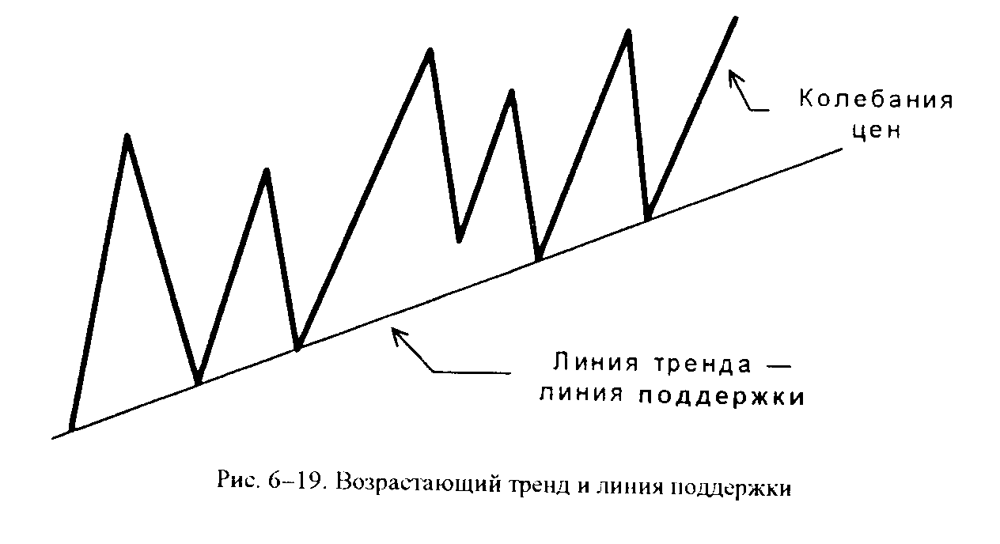 Колебания
цен
Линия тренда —
линия поддержки
Рис. 6–19. Возрастающий тренд и линия поддержки